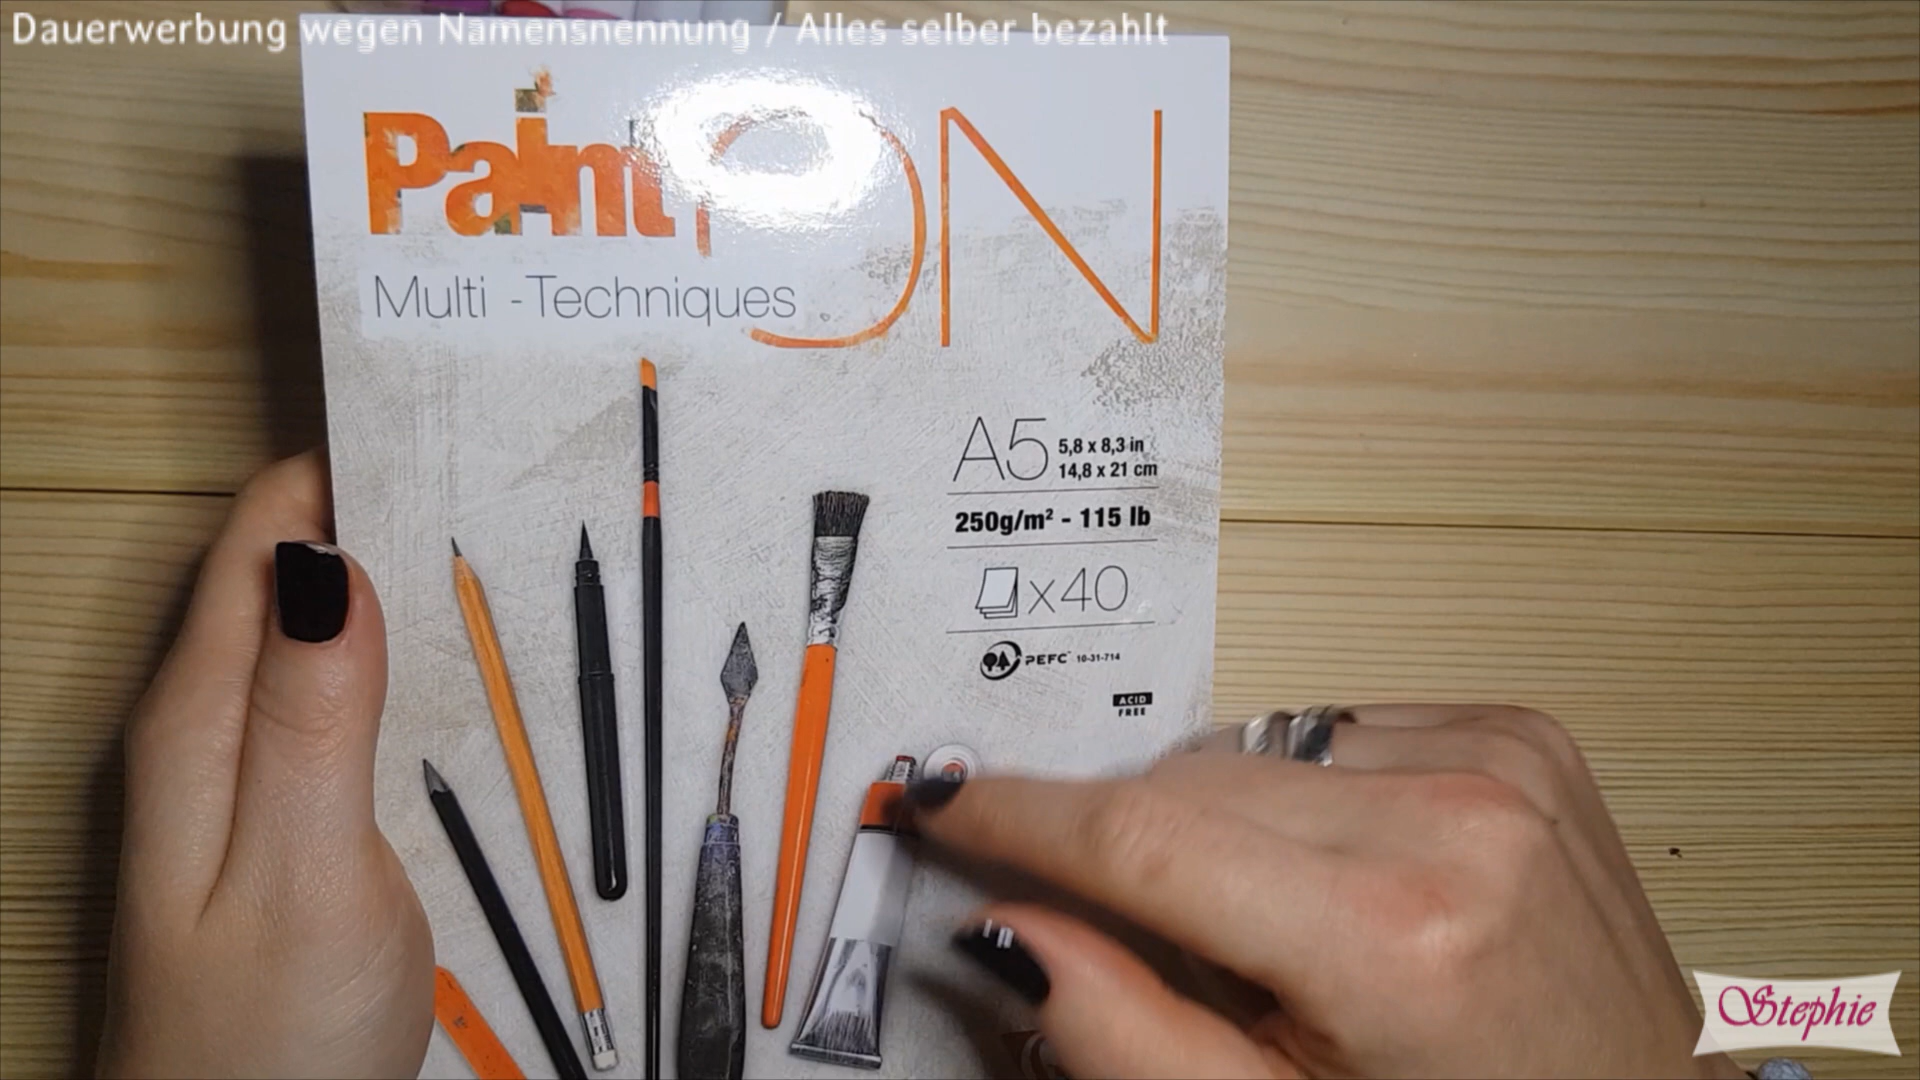 Dauerwerbung wegen Namensnennung / Alles selber bezahlt
Paint ON
Multi -Techniques
A5
5,8 x 8,3 in
14,8 x 21 cm
250g/m² - 115 lb
x40
PEFC™ 10-31-714
ACID
FREE
Stephie